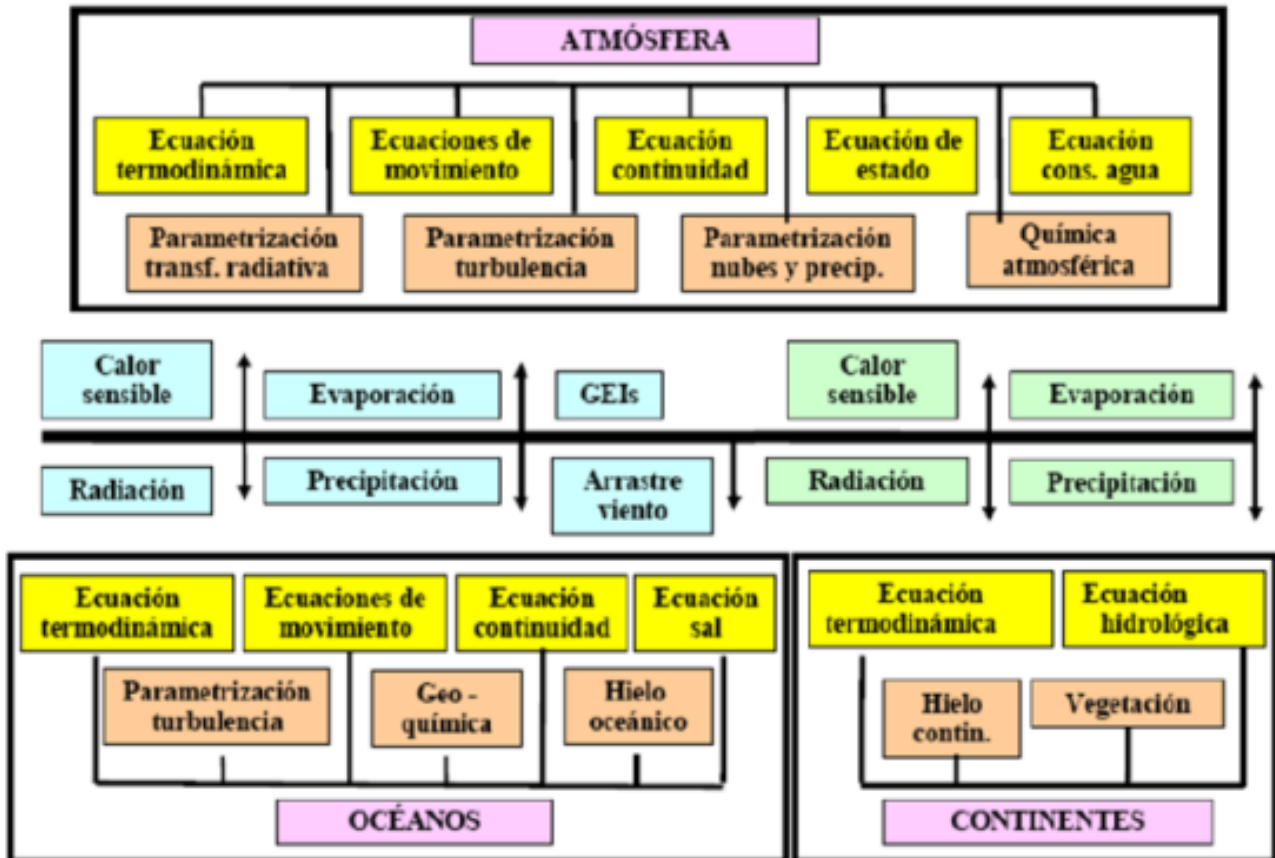 ATMÓSFERA
Ecuación
termodinámica
Ecuaciones de
movimiento
Ecuación
continuidad
Ecuación de
estado
Ecuación
cons. agua
Parametrización
transf. radiativa
Parametrización
turbulencia
Parametrización
nubes y precip.
Química
atmosférica
Calor
sensible
Evaporación
GEIs
Calor
sensible
Evaporación
Radiación
Precipitación
Arrastre
viento
Radiación
Precipitación
Ecuación
termodinámica
Ecuaciones de
movimiento
Ecuación
continuidad
Ecuación
sal
Parametrización
turbulencia
Geo -
química
Hielo
oceánico
OCÉANOS
Ecuación
termodinámica
Ecuación
hidrológica
Hielo
contin.
Vegetación
CONTINENTES